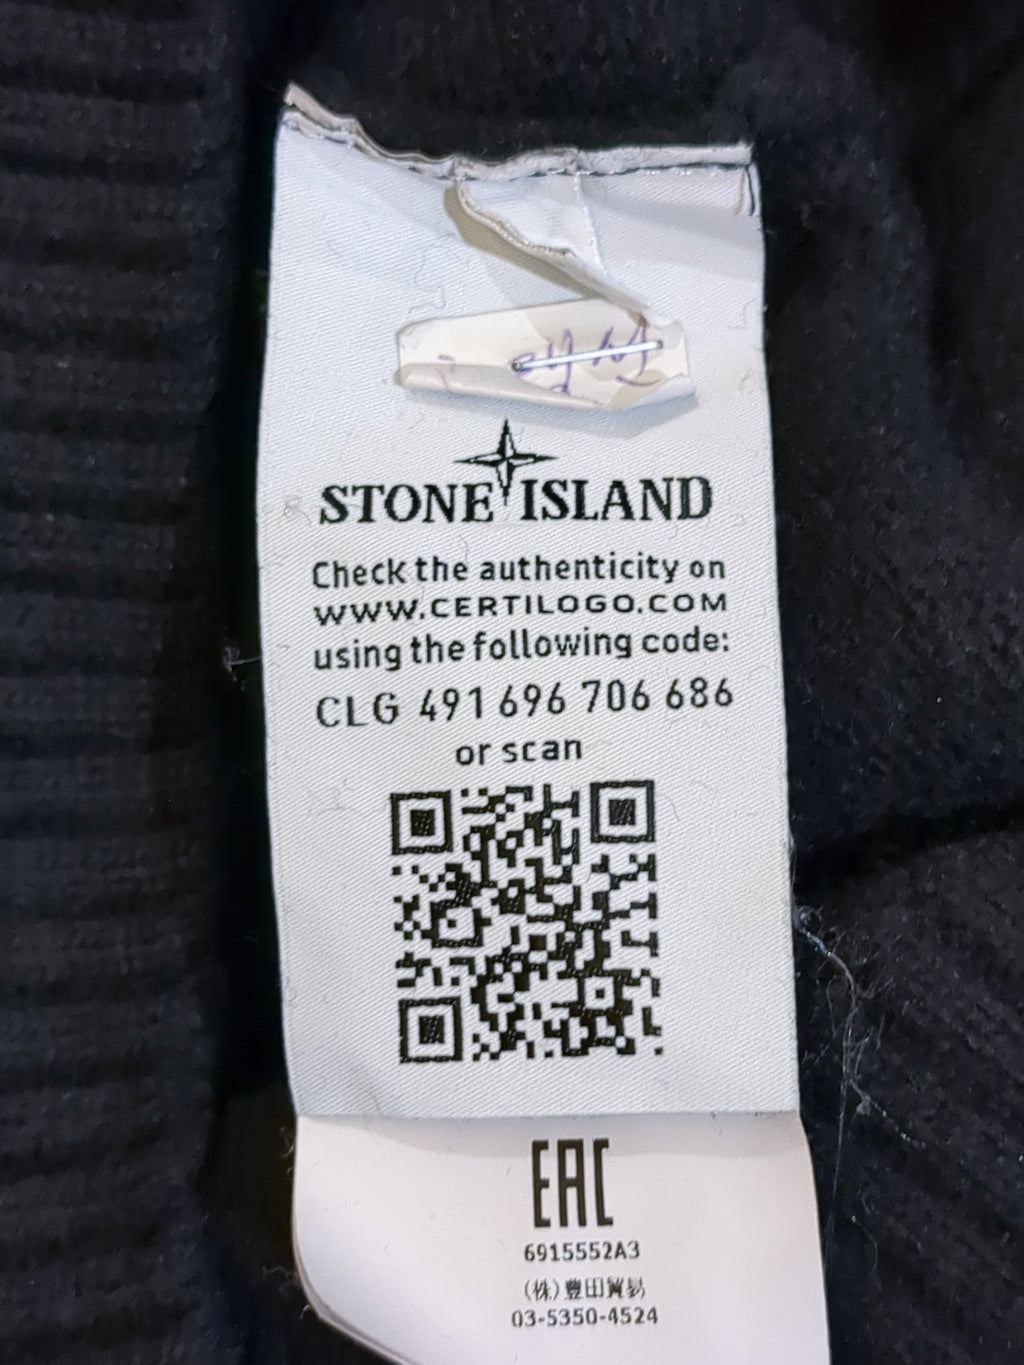 STONE ISLAND
Check the authenticity on
WWW.CERTILOGO.COM
using the following code:
CLG 491 696 706 686
or scan
EAC
6915552A3
(株)豊田貿易
03-5350-4524